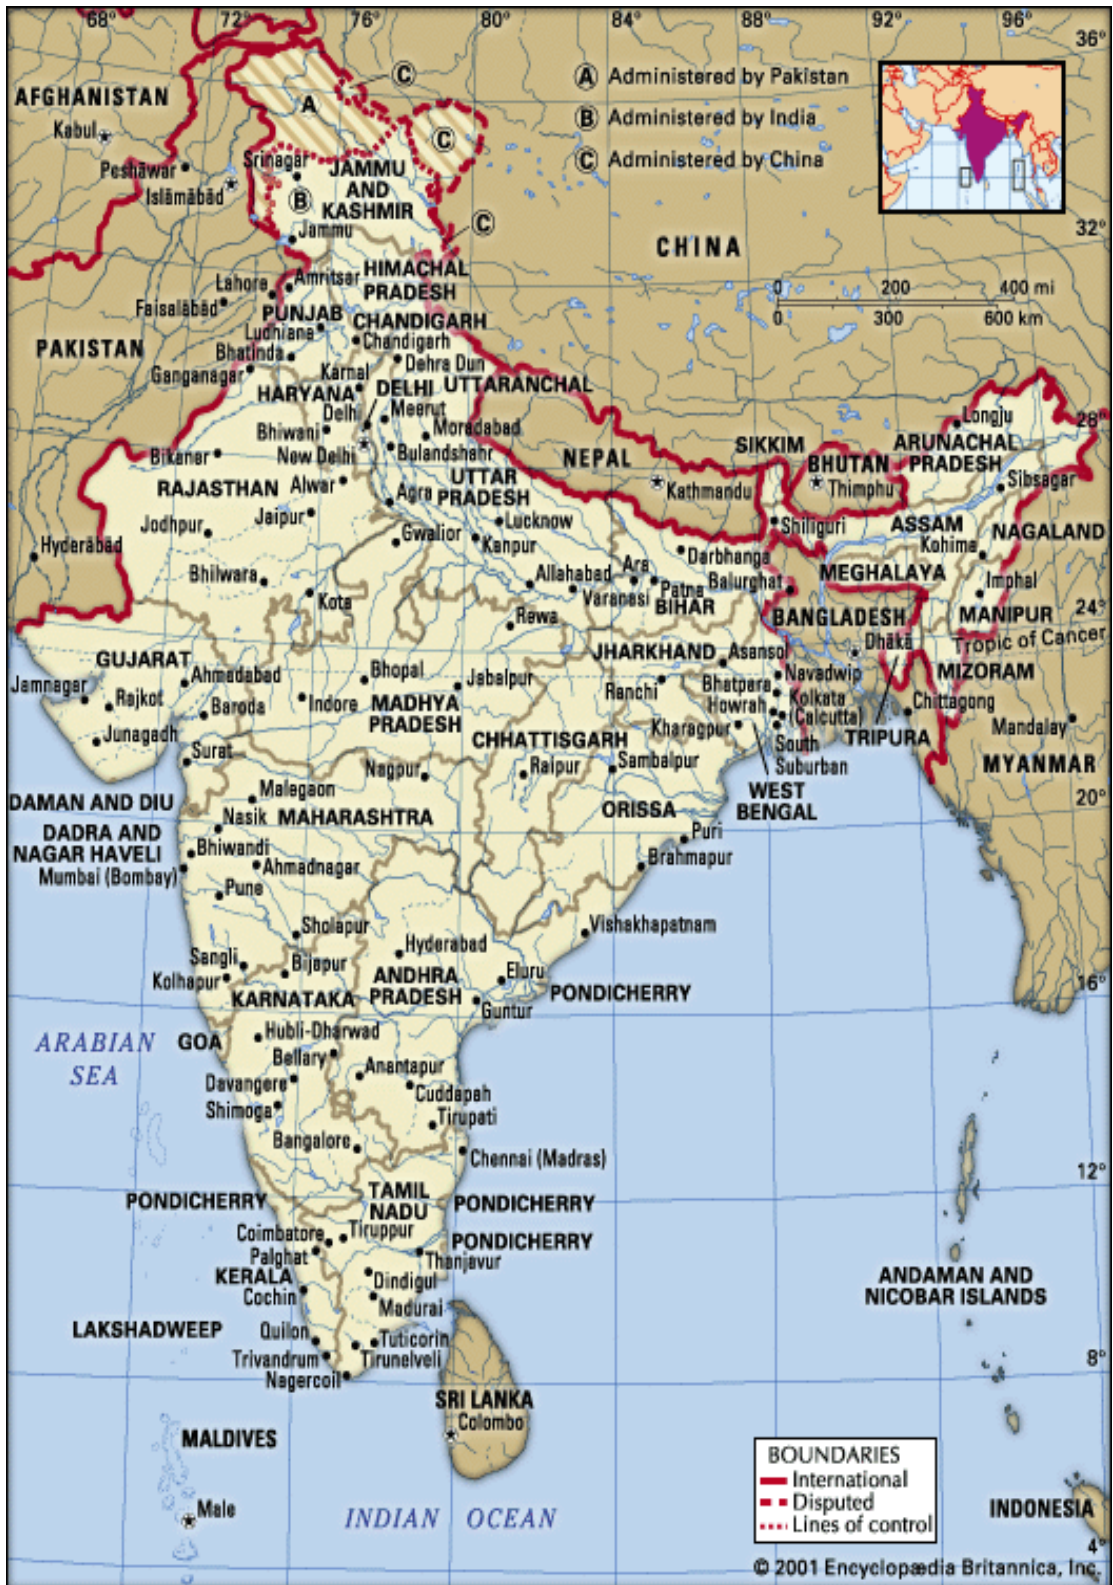 68°
72°
76°
80°
84°
88°
92°
96°
36°
AFGHANISTAN
Kabul
A
C
C
Ⓐ Administered by Pakistan
Ⓑ Administered by India
Ⓒ Administered by China
Peshāwar
Islāmābād
Srinagar
B
JAMMU
AND
KASHMIR
Jammu
C
CHINA
32°
0 200 400 mi
0 300 600 km
Lahore
Amritsar
HIMACHAL
PRADESH
Faisalābād
PUNJAB
Ludhiana
CHANDIGARH
Chandigarh
PAKISTAN
Bhatinda
Dehra Dun
Ganganagar
Karnal
HARYANA
DELHI
UTTARANCHAL
Delhi
Meerut
Bhiwani
Moradabad
New Delhi
Bulandshahr
Bikaner
NEPAL
SIKKIM
BHUTAN
Longju
28°
ARUNACHAL
PRADESH
Kathmandu
Thimphu
Sibsagar
RAJASTHAN
Alwar
UTTAR
PRADESH
Agra
Jaipur
Lucknow
Jodhpur
Gwalior
Kanpur
Shiliguri
ASSAM
Kohima
NAGALAND
Hyderābād
Darbhanga
Bhilwara
Allahabad
Ara
Patna
Balurghat
MEGHALAYA
Imphal
Kota
Varanasi
BIHAR
BANGLADESH
MANIPUR
24°
Rewa
Dhākā
Tropic of Cancer
GUJARAT
Ahmadabad
Bhopal
JHARKHAND
Asansol
MIZORAM
Jamnagar
Rajkot
Indore
Jabalpur
Ranchi
Bhatpara
Navadwip
Baroda
MADHYA
PRADESH
Howrah
Kolkata
(Calcutta)
Chittagong
Junagadh
Kharagpur
TRIPURA
Mandalay
Surat
CHHATTISGARH
South
Suburban
Nagpur
Raipur
Sambalpur
MYANMAR
DAMAN AND DIU
Malegaon
ORISSA
WEST
BENGAL
20°
Nasik
MAHARASHTRA
DADRA AND
NAGAR HAVELI
Bhiwandi
Puri
Mumbai (Bombay)
Ahmadnagar
Brahmapur
Pune
Sholapur
Vishakhapatnam
Sangli
Hyderabad
Kolhapur
Bijapur
ANDHRA
PRADESH
Eluru
16°
KARNATAKA
PONDICHERRY
Guntur
ARABIAN
SEA
GOA
Hubli-Dharwad
Bellary
Anantapur
Davangere
Cuddapah
Shimoga
Tirupati
Bangalore
Chennai (Madras)
12°
PONDICHERRY
TAMIL
NADU
PONDICHERRY
Coimbatore
Tiruppur
PONDICHERRY
Palghat
Thanjavur
KERALA
Dindigul
ANDAMAN AND
NICOBAR ISLANDS
Cochin
Madurai
LAKSHADWEEP
Quilon
Tuticorin
Trivandrum
Tirunelveli
8°
Nagercoil
SRI LANKA
Colombo
MALDIVES
BOUNDARIES
International
Disputed
Lines of control
Male
INDIAN OCEAN
INDONESIA
4°
© 2001 Encyclopædia Britannica, Inc.